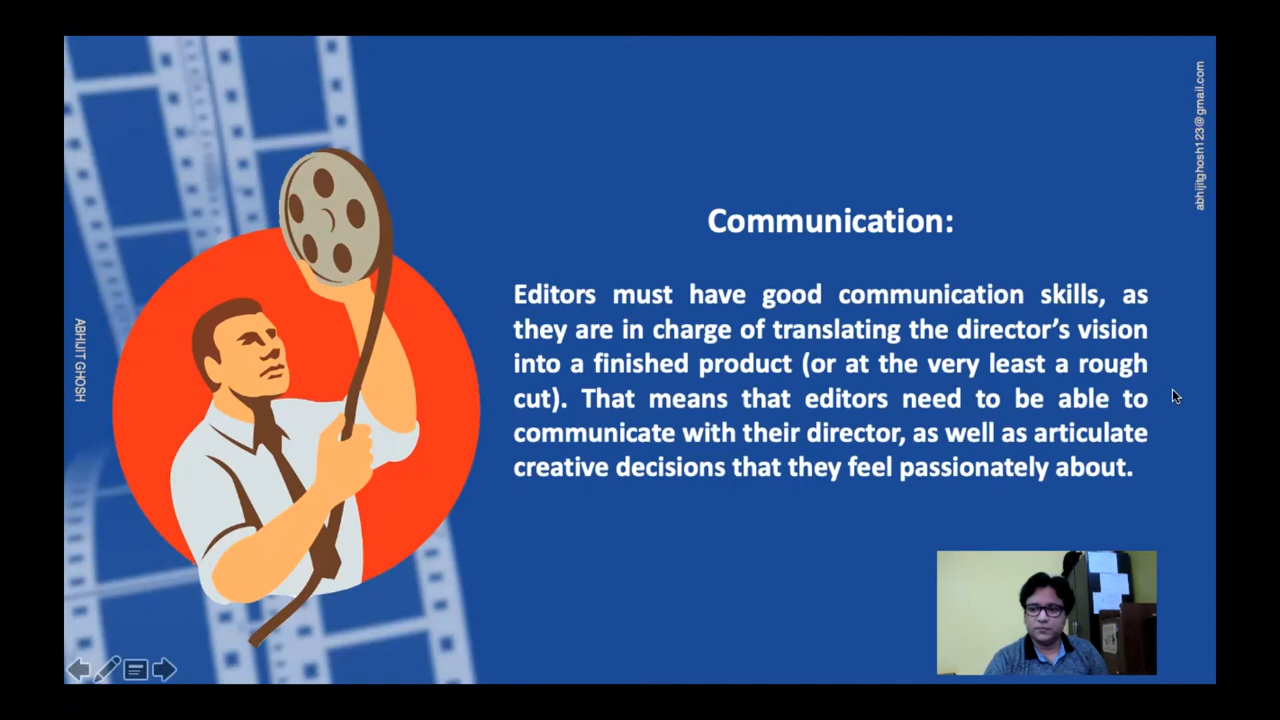 abhijitghosh123@gmail.com
Communication:
Editors must have good communication skills, as
they are in charge of translating the director’s vision
into a finished product (or at the very least a rough
cut). That means that editors need to be able to
communicate with their director, as well as articulate
creative decisions that they feel passionately about.
ABHIJIT GHOSH